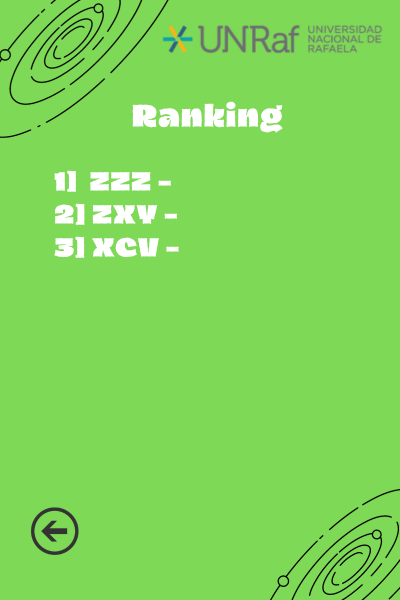 UNRaf
UNIVERSIDAD
NACIONAL DE
RAFAELA
Ranking
1] ZZZ -
2] ZXY -
3] XCV -